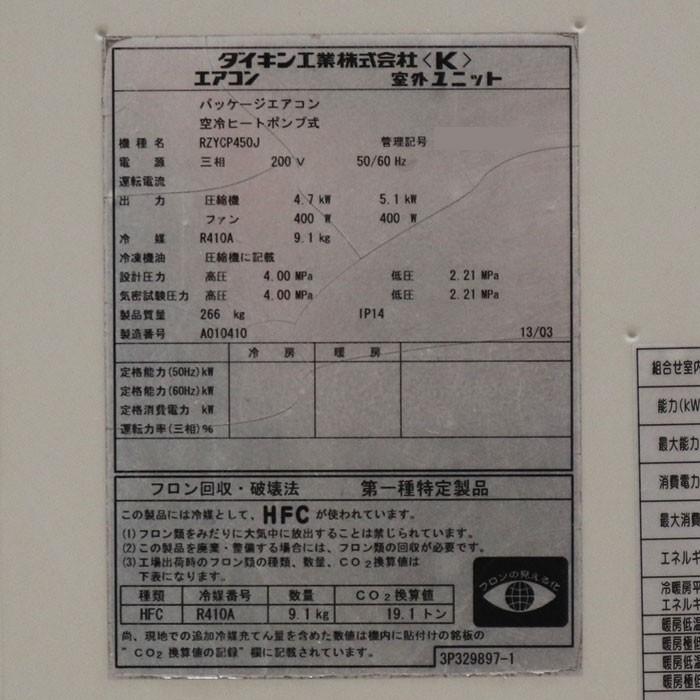 ダイキン工業株式会社〈K〉
エアコン 室外ユニット
パッケージエアコン
空冷ヒートポンプ式
機種名 RZYCP450J 管理記号
電源 三相 200 V 50/60 Hz
運転電流
出力 圧縮機 4.7 kW 5.1 kW
ファン 400 W 400 W
冷媒 R410A 9.1 kg
冷凍機油 圧縮機に記載
設計圧力 高圧 4.00 MPa 低圧 2.21 MPa
気密試験圧力 高圧 4.00 MPa 低圧 2.21 MPa
製品質量 266 kg IP14
製造番号 A010410 13/03
冷房 暖房
定格能力(50Hz)kW
定格能力(60Hz)kW
定格消費電力 kW
運転力率(三相)%
フロン回収・破壊法 第一種特定製品
この製品には冷媒として、HFCが使われています。
(1)フロン類をみだりに大気中に放出することは禁じられています。
(2)この製品を廃棄・整備する場合には、フロン類の回収が必要です。
(3)工場出荷時のフロン類の種類、数量、CO2換算値は
下表になります。
種類 冷媒番号 数量 CO2換算値
HFC R410A 9.1kg 19.1トン
フロンの見える化
尚、現地での追加冷媒充てん量を含めた数値は機内に貼付けの銘板の
"CO2 換算値の記録" 欄に記載されています。
3P329897-1
組合せ室内
能力(kW
最大能力
消費電力
最大消費
エネルギ
冷暖房平
エネルギ
暖房低温
暖房極低
暖房低温
暖房極低